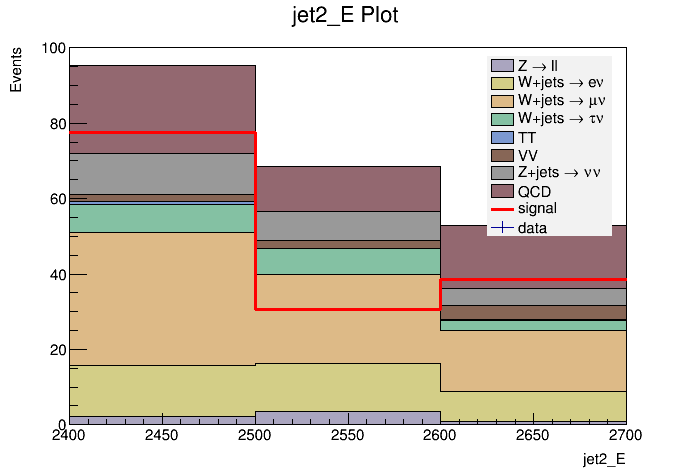 jet2_E Plot
Events
100
80
60
40
20
0
2400 2450 2500 2550 2600 2650 2700
jet2_E
Z → ll
W+jets → eν
W+jets → μν
W+jets → τν
TT
VV
Z+jets → νν
QCD
signal
data